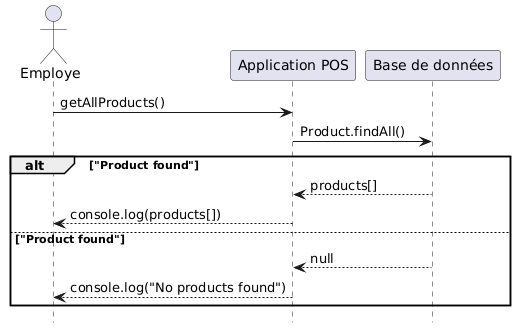 Employe
Application POS
Base de données
getAllProducts()
Product.findAll()
alt ["Product found"]
products[]
console.log(products[])
["Product found"]
null
console.log("No products found")